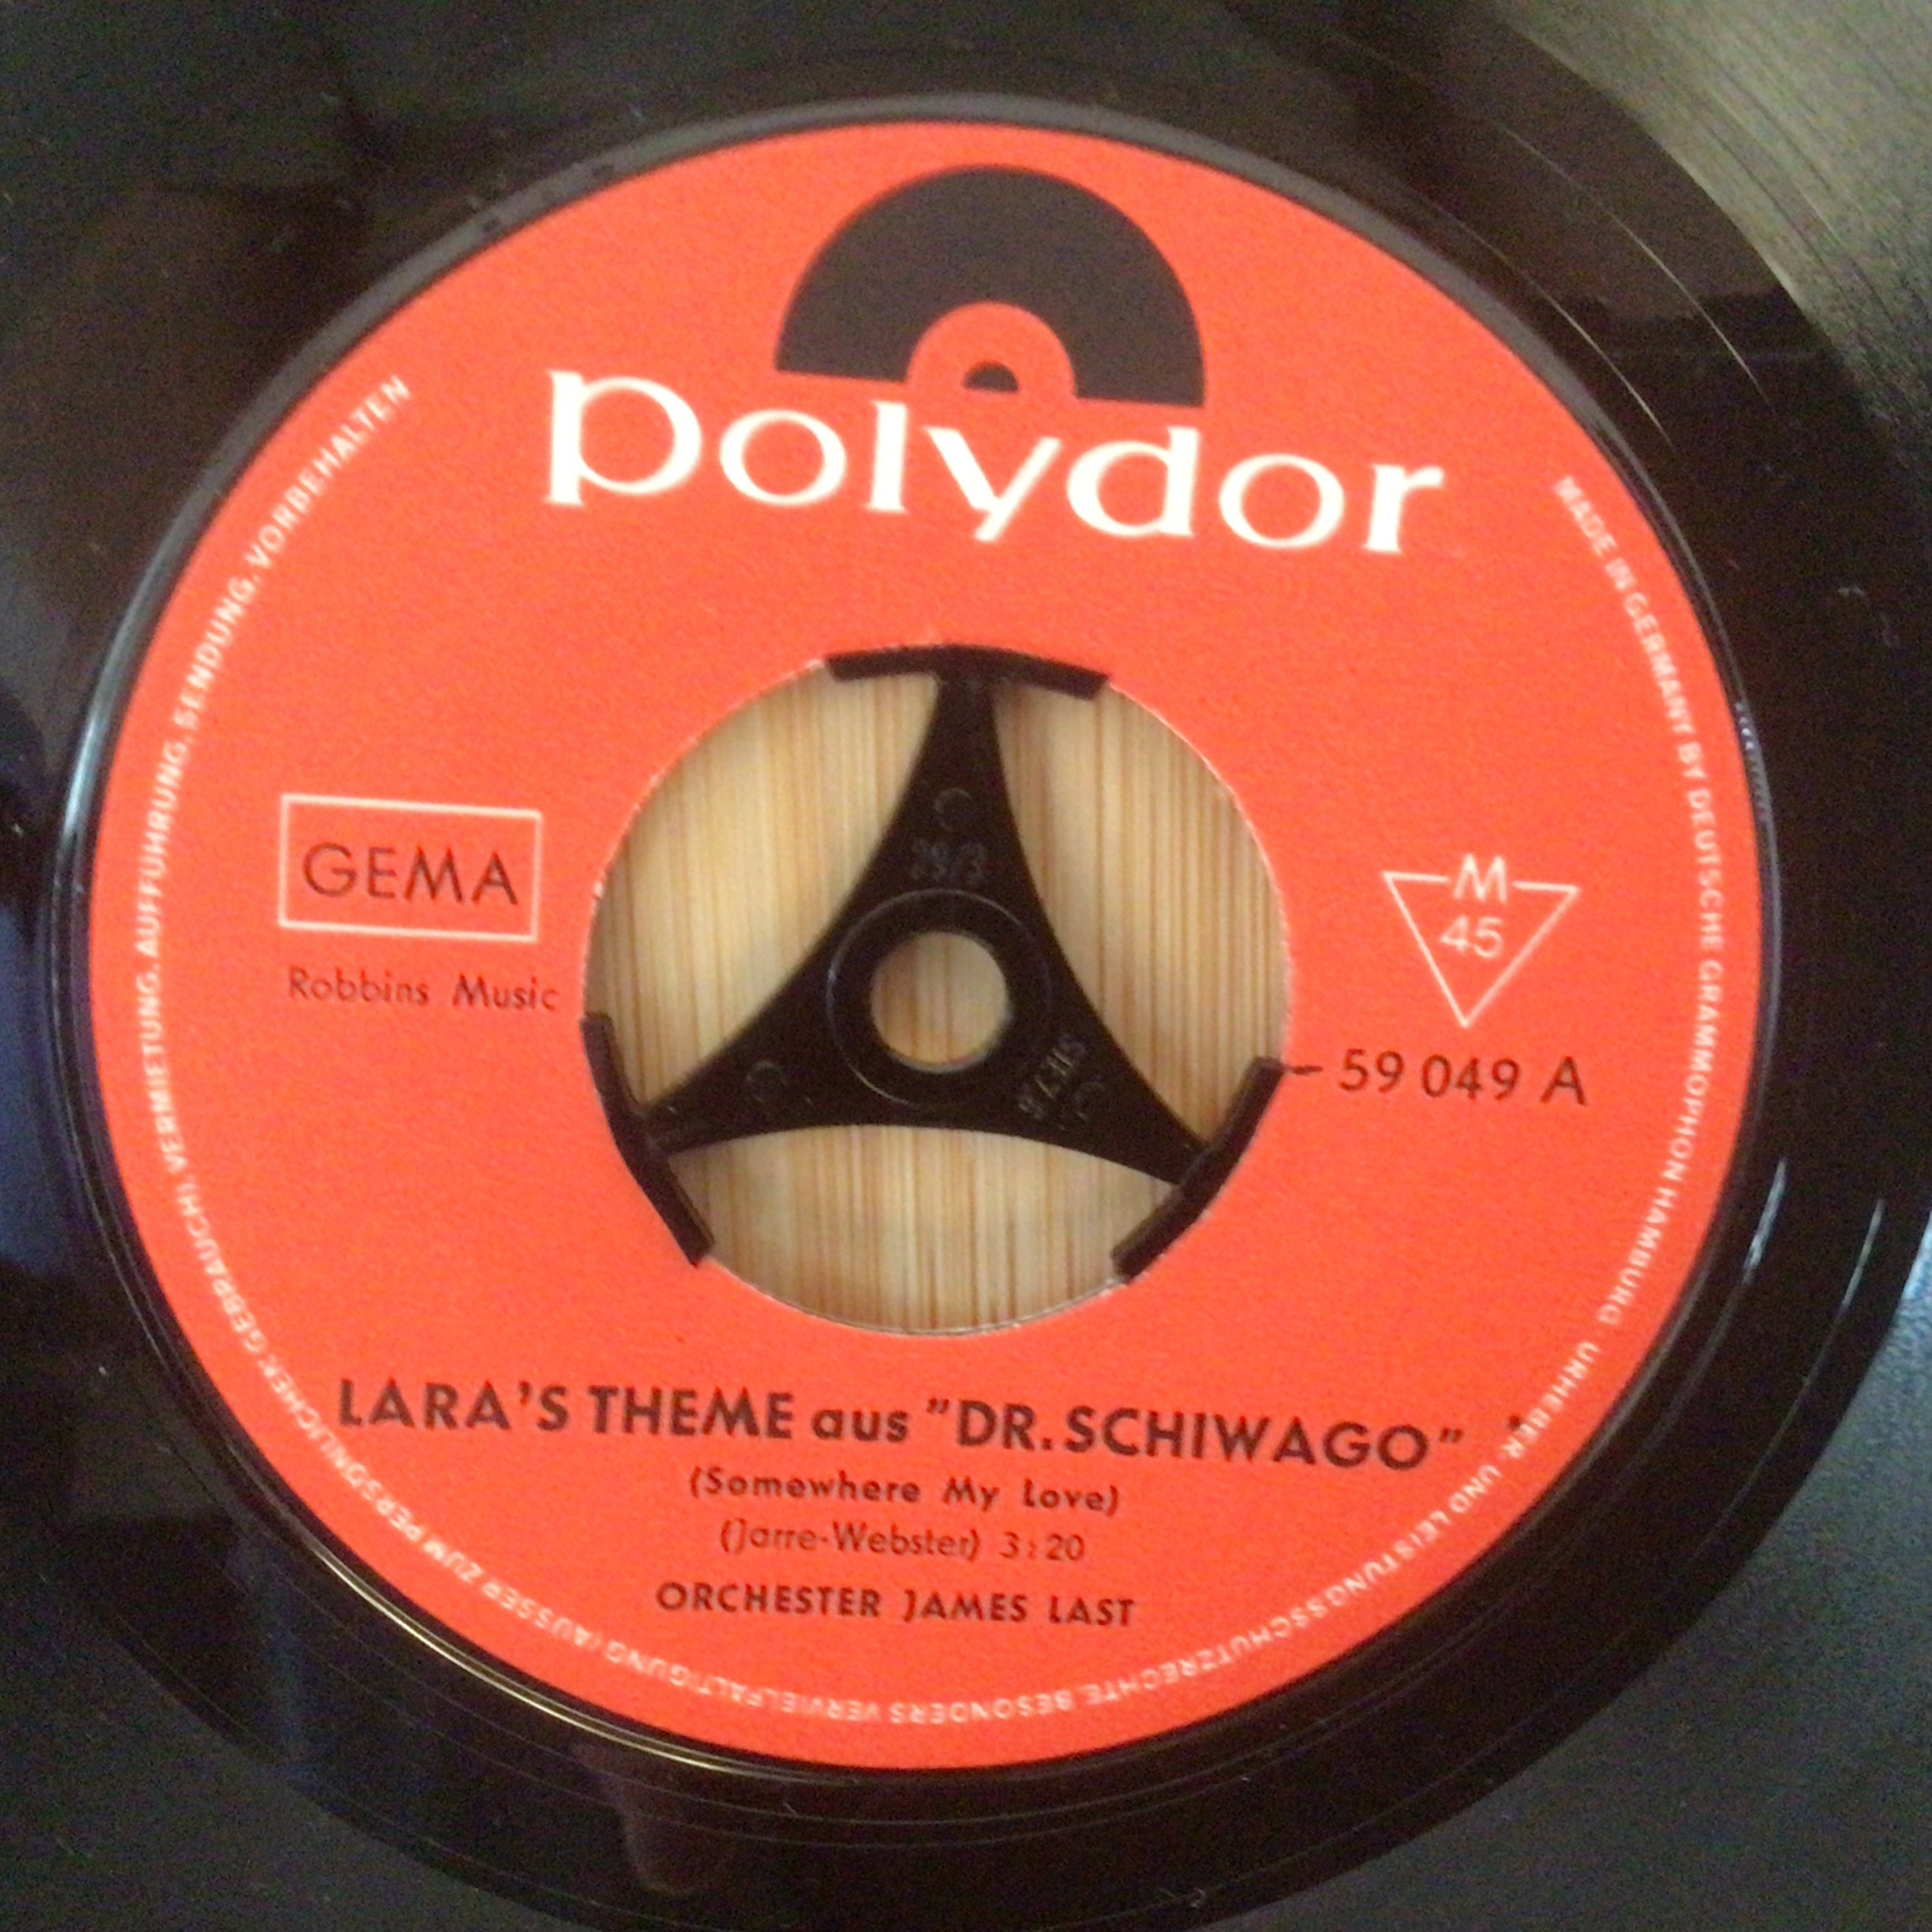 polydor
GEMA
Robbins Music
M
45
59 049 A
LARA'S THEME aus "DR. SCHIWAGO"
(Somewhere My Love)
(Jarre-Webster) 3:20
ORCHESTER JAMES LAST
MADE IN GERMANY BY DEUTSCHE GRAMMOPHON HAMBURG · URHEBER- UND LEISTUNGSSCHUTZRECHTE BESONDERS VERVIELFÄLTIGUNG (AUSSER ZUM PERSÖNLICHEN GEBRAUCH), VERMIETUNG, AUFFÜHRUNG, SENDUNG, VORBEHALTEN